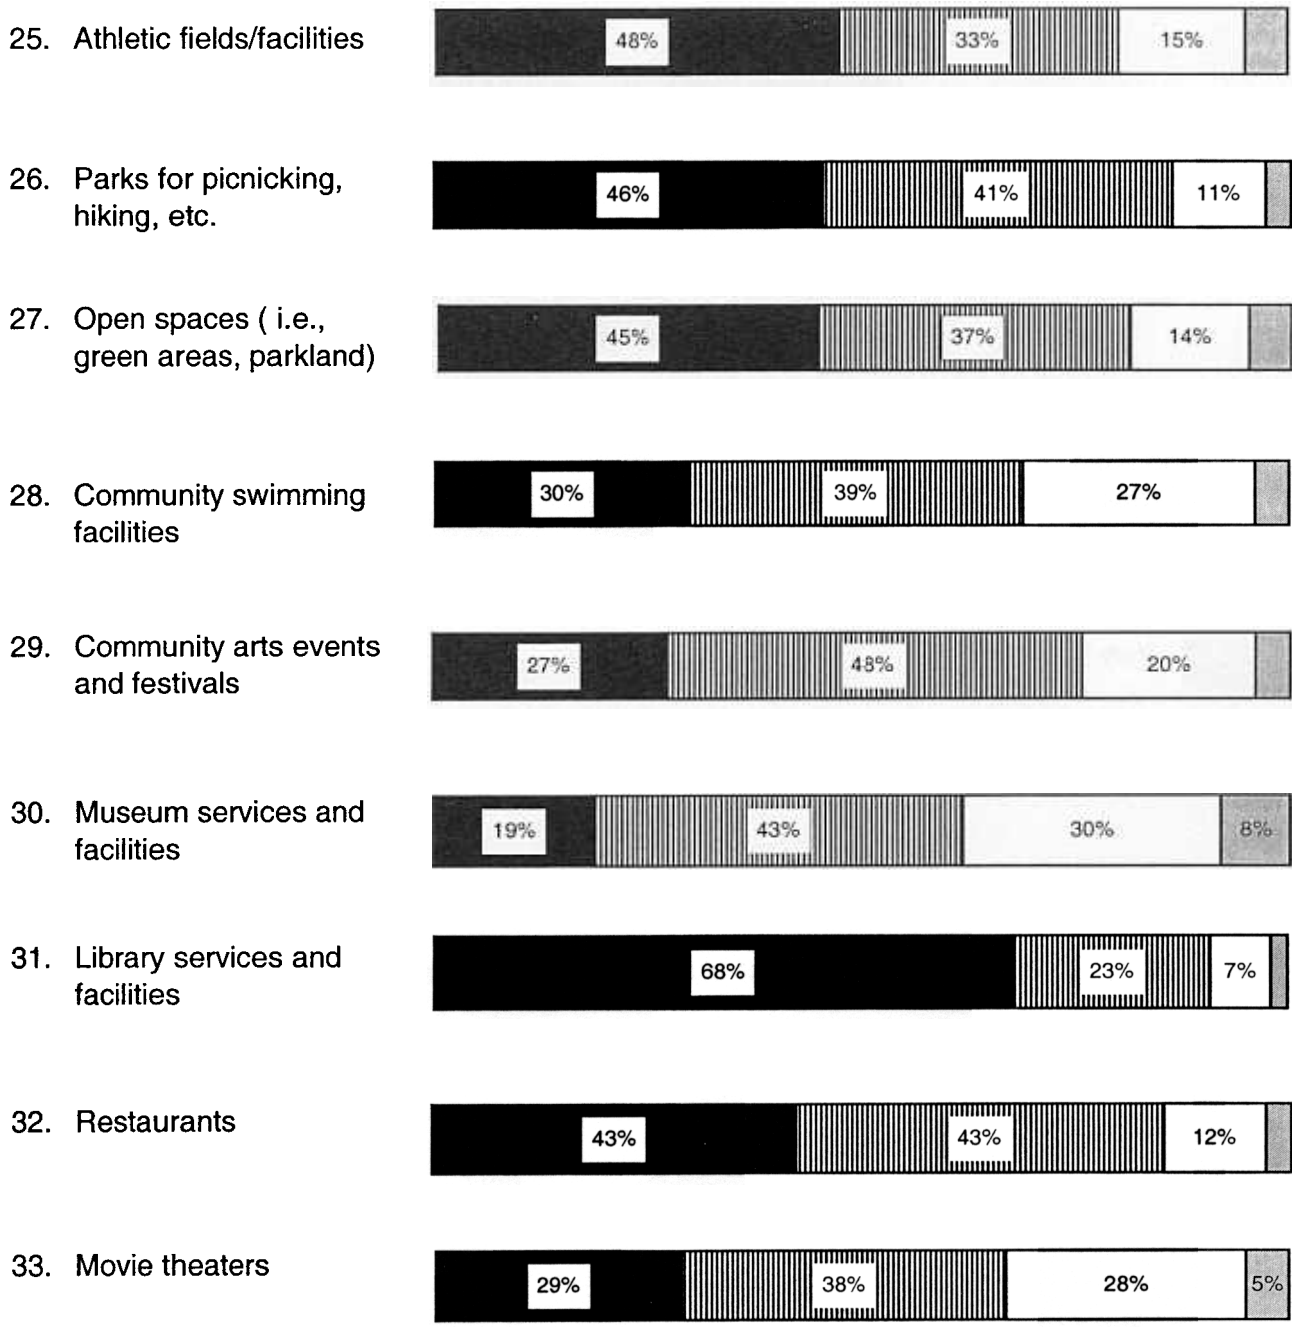 25. Athletic fields/facilities 48% 33% 15%
26. Parks for picnicking,
hiking, etc. 46% 41% 11%
27. Open spaces ( i.e.,
green areas, parkland) 45% 37% 14%
28. Community swimming
facilities 30% 39% 27%
29. Community arts events
and festivals 27% 48% 20%
30. Museum services and
facilities 19% 43% 30% 8%
31. Library services and
facilities 68% 23% 7%
32. Restaurants 43% 43% 12%
33. Movie theaters 29% 38% 28% 5%